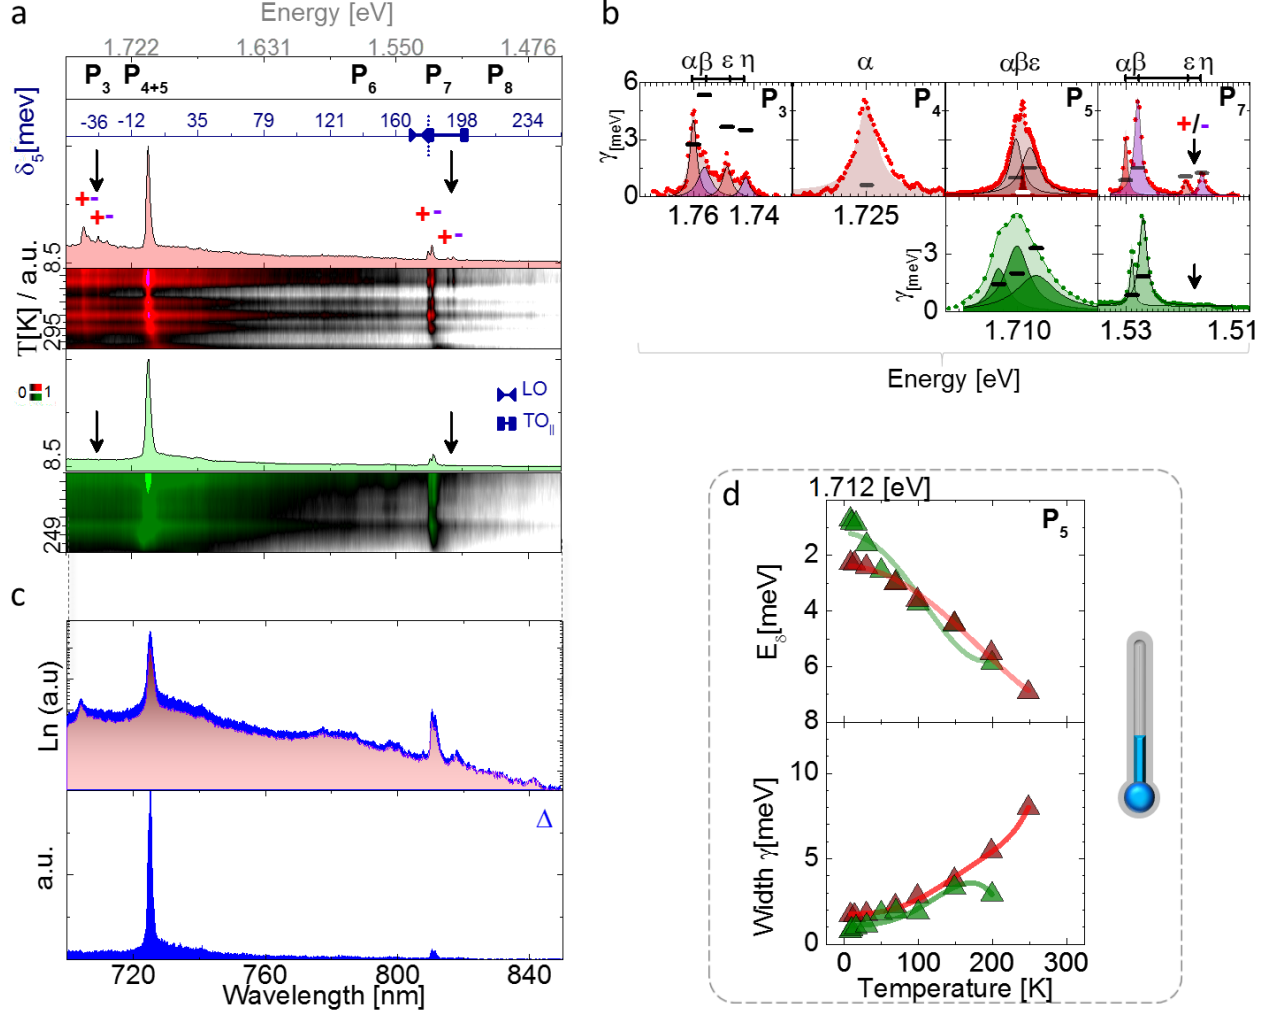 a
Energy [eV]
1.722 1.631 1.550 1.476
P3 P4+5 P6 P7 P8
δ5[mev]
-36 -12 35 79 121 160 198 234
+- +-
+- +-
8.5
T[K] / a.u.
295
0 1
LO
TO||
8.5
249
c
Ln (a.u)
a.u.
Δ
720 760 800 840
Wavelength [nm]
b
αβ ε η α αβε αβ ε η
6 3 0
γ[meV]
P3 P4 P5 P7
+/-
1.76 1.74 1.725
3 0
γ[meV]
1.710 1.53 1.51
Energy [eV]
d
1.712 [eV]
P5
2 4 6 8
Eδ[meV]
10 5 0
Width γ[meV]
0 100 200 300
Temperature [K]